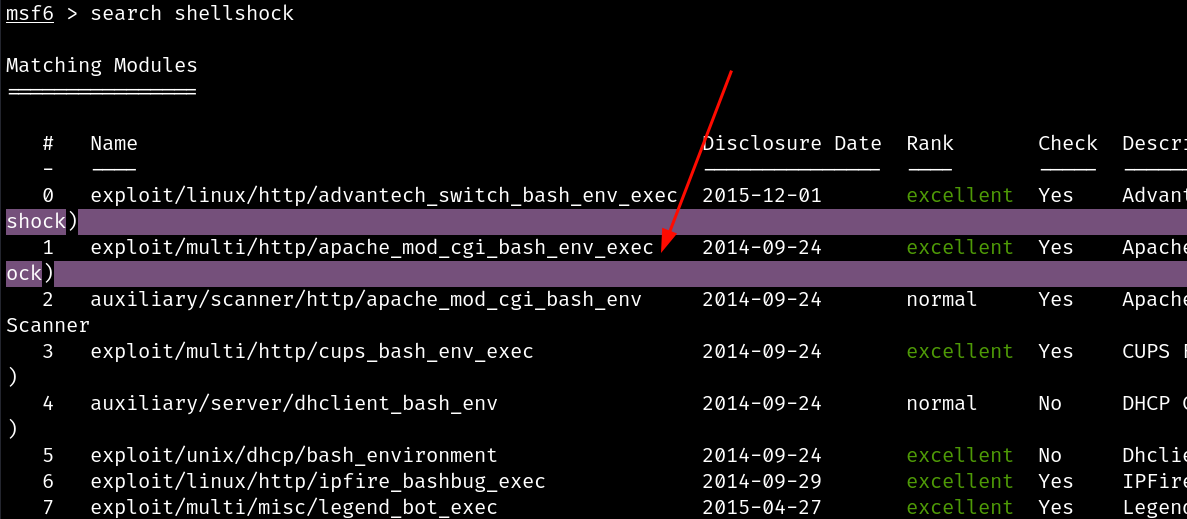 msf6 > search shellshock
Matching Modules
================
# Name Disclosure Date Rank Check Descri
- ---- --------------- ---- ----- ------
0 exploit/linux/http/advantech_switch_bash_env_exec 2015-12-01 excellent Yes Advant
shock)
1 exploit/multi/http/apache_mod_cgi_bash_env_exec 2014-09-24 excellent Yes Apache
ock)
2 auxiliary/scanner/http/apache_mod_cgi_bash_env 2014-09-24 normal Yes Apache
Scanner
3 exploit/multi/http/cups_bash_env_exec 2014-09-24 excellent Yes CUPS F
)
4 auxiliary/server/dhclient_bash_env 2014-09-24 normal No DHCP C
)
5 exploit/unix/dhcp/bash_environment 2014-09-24 excellent No Dhclie
6 exploit/linux/http/ipfire_bashbug_exec 2014-09-29 excellent Yes IPFire
7 exploit/multi/misc/legend_bot_exec 2015-04-27 excellent Yes Legend